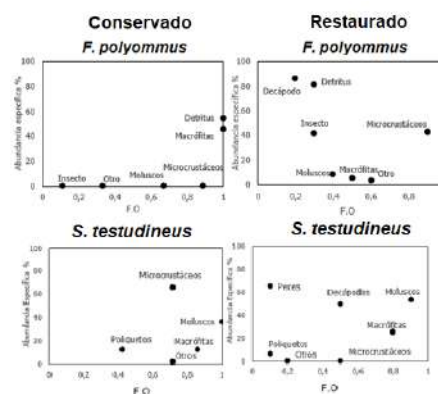 Conservado
Restaurado
F. polyommus
F. polyommus
Abundancia específica %
100
80
60
40
20
0
Detritus
Macrófitas
Microcrustáceos
Moluscos
Insecto
Otro
0
0,2
0,4
0,6
0,8
1
F.O
Abundancia específica %
100
80
60
40
20
0
Decápodo
Detritus
Insecto
Microcrustáceos
Moluscos
Macrófitas
Otro
0
0,2
0,4
0,6
0,8
F.O
S. testudineus
S. testudineus
Abundancia Específica %
100
80
60
40
20
0
Microcrustáceos
Moluscos
Poliquetos
Macrófitas
Otros
0
0,2
0,4
0,6
0,8
1
F.O
Abundancia Específica %
100
80
60
40
20
0
Peces
Decápodos
Moluscos
Macrófitas
Poliquetos
Otros
Microcrustáceos
0
0,2
0,4
0,6
0,8
1
F.O